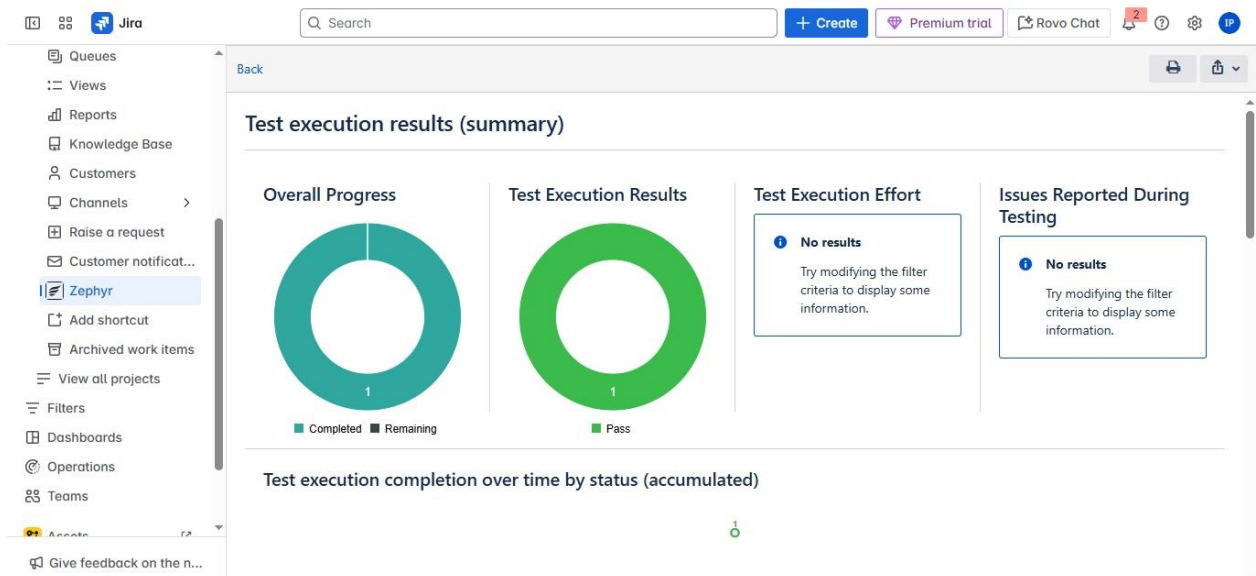 Jira
Search
+ Create
Premium trial
Rovo Chat
2
IP
Queues
Views
Reports
Knowledge Base
Customers
Channels
Raise a request
Customer notificat...
Zephyr
Add shortcut
Archived work items
View all projects
Filters
Dashboards
Operations
Teams
Assets
Give feedback on the n...
Back
Test execution results (summary)
Overall Progress
1
Completed Remaining
Test Execution Results
1
Pass
Test Execution Effort
No results
Try modifying the filter
criteria to display some
information.
Issues Reported During
Testing
No results
Try modifying the filter
criteria to display some
information.
Test execution completion over time by status (accumulated)
1